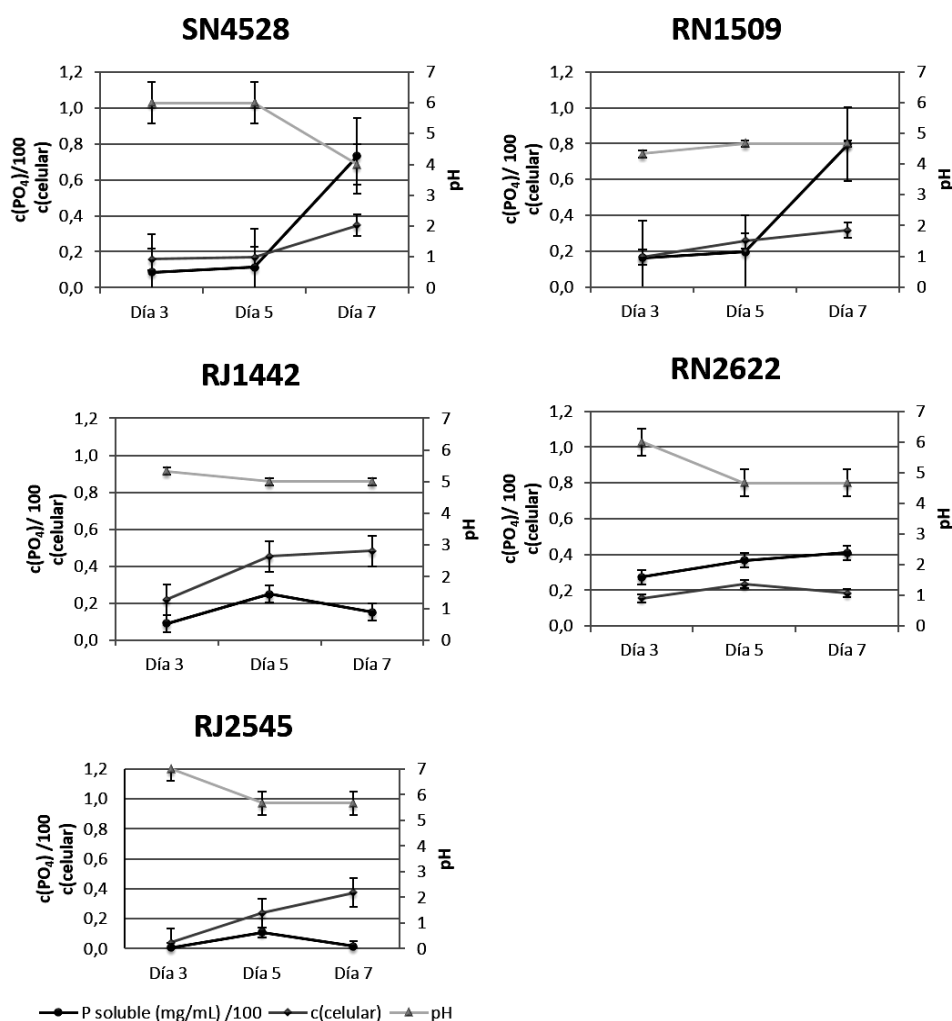 SN4528
c(PO₄)/100
c(celular)
1,2
1,0
0,8
0,6
0,4
0,2
0,0
7
6
5
4
3
2
1
0
pH
Día 3
Día 5
Día 7
RN1509
c(PO₄)/ 100
c(celular)
1,2
1,0
0,8
0,6
0,4
0,2
0,0
7
6
5
4
3
2
1
0
pH
Día 3
Día 5
Día 7
RJ1442
c(PO₄)/ 100
c(celular)
1,2
1,0
0,8
0,6
0,4
0,2
0,0
7
6
5
4
3
2
1
0
pH
Día 3
Día 5
Día 7
RN2622
c(PO₄)/ 100
c(celular)
1,2
1,0
0,8
0,6
0,4
0,2
0,0
7
6
5
4
3
2
1
0
pH
Día 3
Día 5
Día 7
RJ2545
c(PO₄) /100
c(celular)
1,2
1,0
0,8
0,6
0,4
0,2
0,0
7
6
5
4
3
2
1
0
pH
Día 3
Día 5
Día 7
P soluble (mg/mL) /100 c(celular) pH